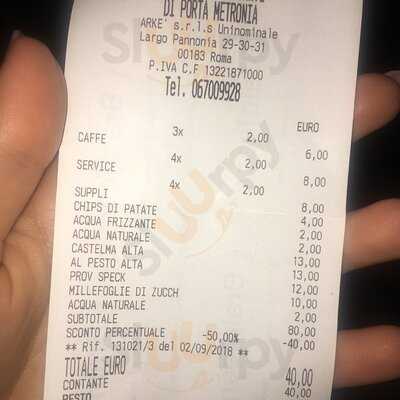 DI PORTA METRONIA
ARKE' s.r.l.s Uninominale
Largo Pannonia 29-30-31
00183 Roma
P.IVA C.F 13221871000
Tel. 067009928
EURO
3x 2,00
CAFFE 6,00
4x 2,00
SERVICE 8,00
4x 2,00
SUPPLI 8,00
CHIPS DI PATATE 4,00
ACQUA FRIZZANTE 2,00
ACQUA NATURALE 2,00
CASTELMA ALTA 13,00
AL PESTO ALTA 13,00
PROV SPECK 12,00
MILLEFOGLIE DI ZUCCH 10,00
ACQUA NATURALE 2,00
SUBTOTALE 80,00
SCONTO PERCENTUALE -50,00% -40,00
** Rif. 131021/3 del 02/09/2018 **
TOTALE EURO 40,00
CONTANTE 40,00
RESTO
sluurpy